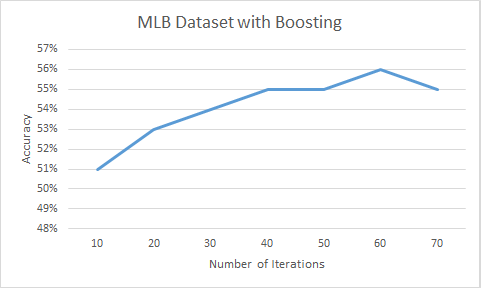 MLB Dataset with Boosting
57%
56%
55%
54%
53%
52%
51%
50%
49%
48%
Accuracy
10 20 30 40 50 60 70
Number of Iterations